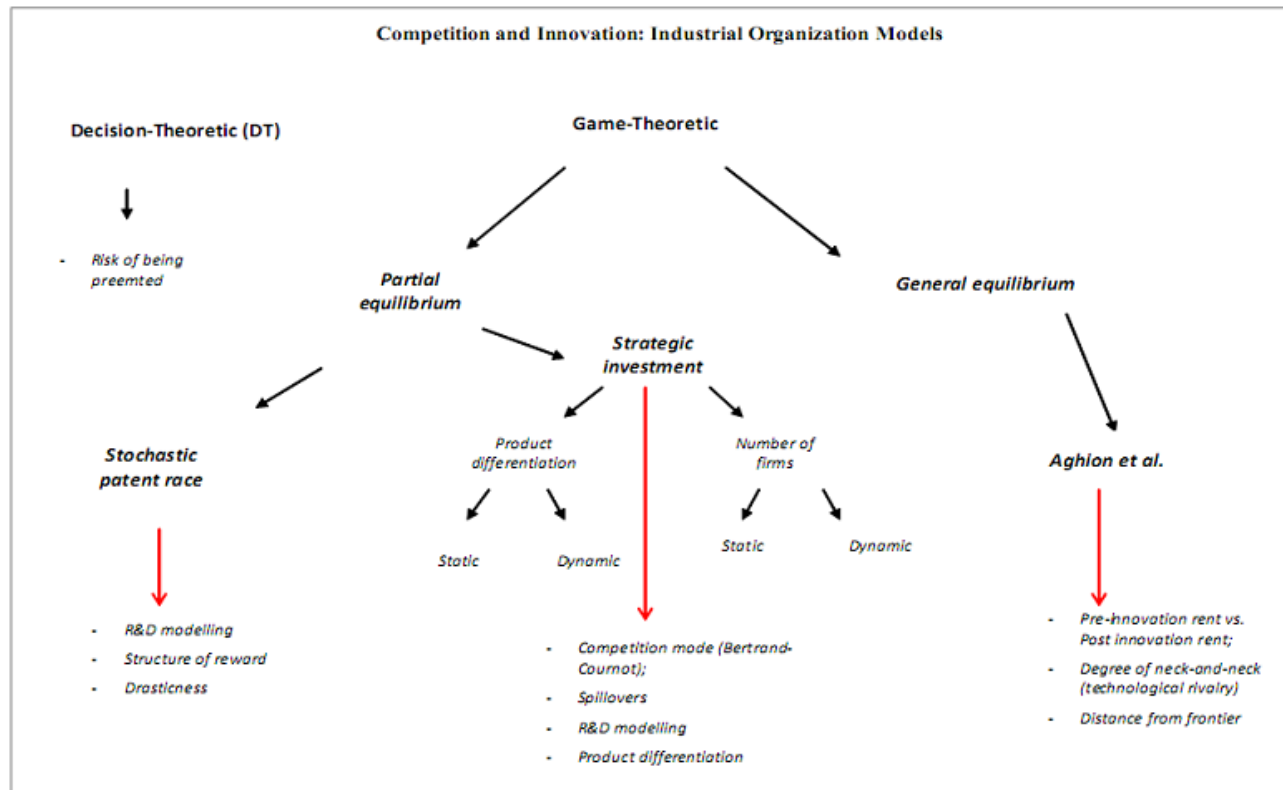 Competition and Innovation: Industrial Organization Models
Decision-Theoretic (DT)
Game-Theoretic
- Risk of being
preemted
Partial
equilibrium
General equilibrium
Strategic
investment
Stochastic
patent race
Product
differentiation
Number of
firms
Aghion et al.
Static
Dynamic
Static
Dynamic
- R&D modelling
- Structure of reward
- Drasticness
- Competition mode (Bertrand-
Cournot);
- Spillovers
- R&D modelling
- Product differentiation
- Pre-innovation rent vs.
Post innovation rent;
- Degree of neck-and-neck
(technological rivalry)
- Distance from frontier